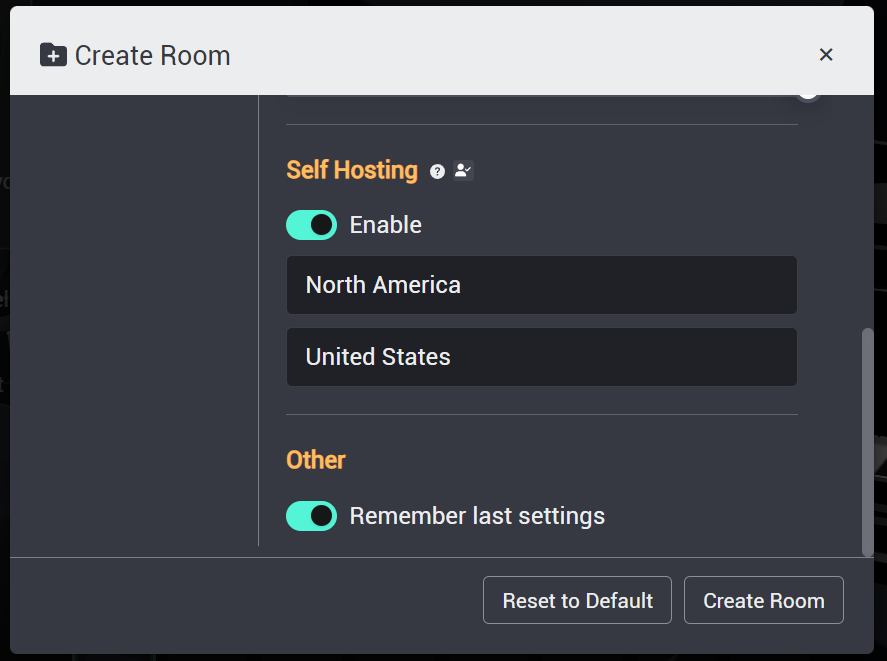 Create Room
Self Hosting
Enable
North America
United States
Other
Remember last settings
Reset to Default
Create Room